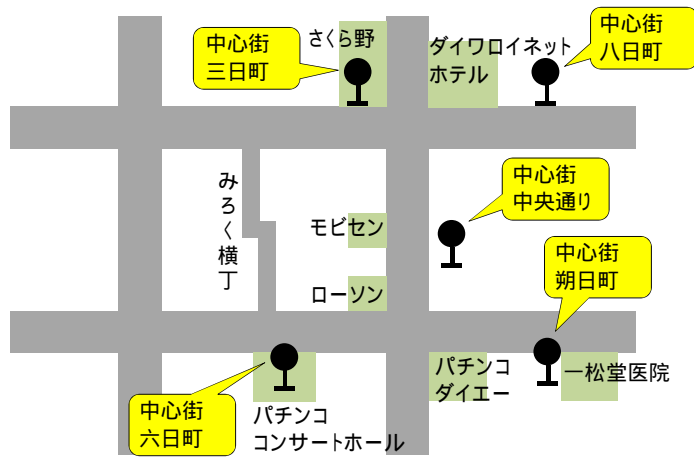 中心街
三日町
さくら野
ダイワロイネット
ホテル
中心街
八日町
みろく横丁
中心街
中央通り
モビセン
中心街
朔日町
ローソン
パチンコ
ダイエー
一松堂医院
中心街
六日町
パチンコ
コンサートホール